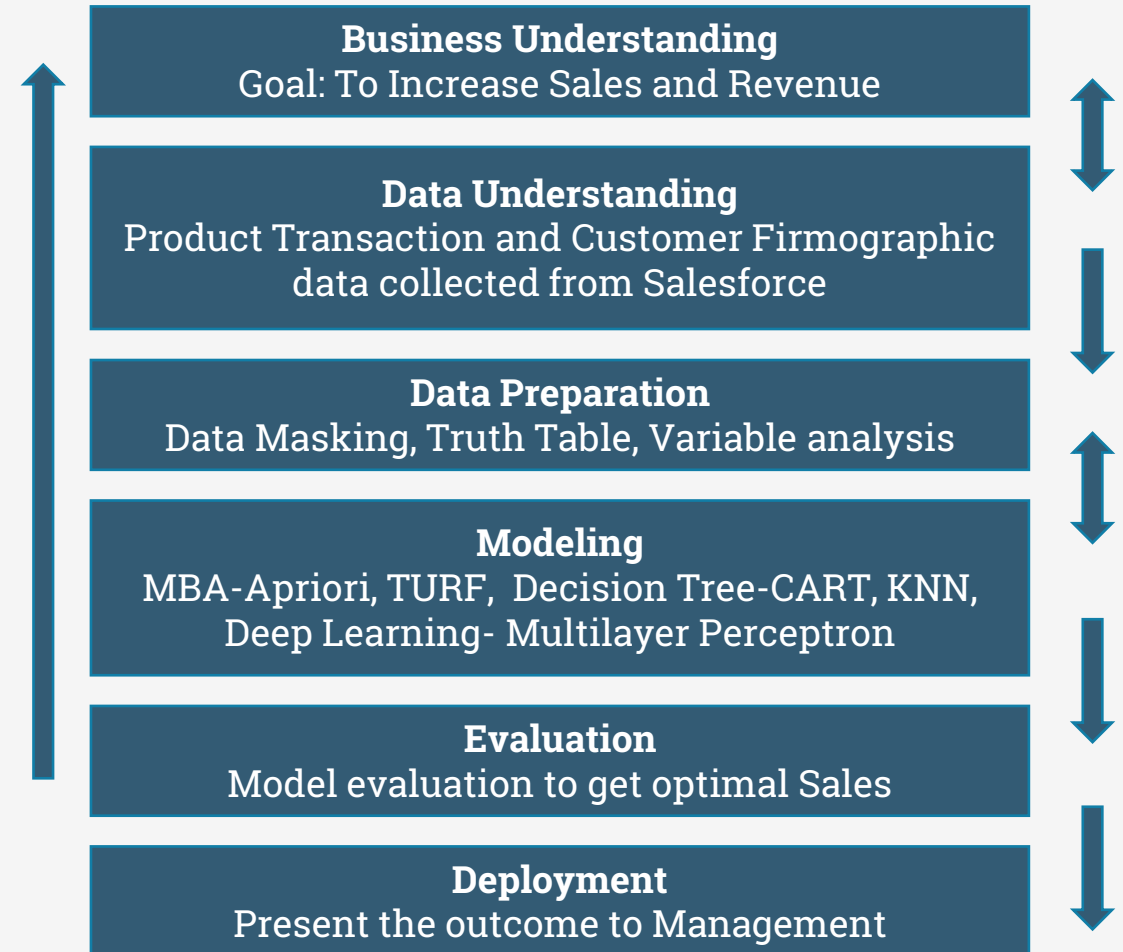 Business Understanding
Goal: To Increase Sales and Revenue
Data Understanding
Product Transaction and Customer Firmographic
data collected from Salesforce
Data Preparation
Data Masking, Truth Table, Variable analysis
Modeling
MBA-Apriori, TURF,  Decision Tree-CART, KNN,
Deep Learning- Multilayer Perceptron
Evaluation
Model evaluation to get optimal Sales
Deployment
Present the outcome to Management